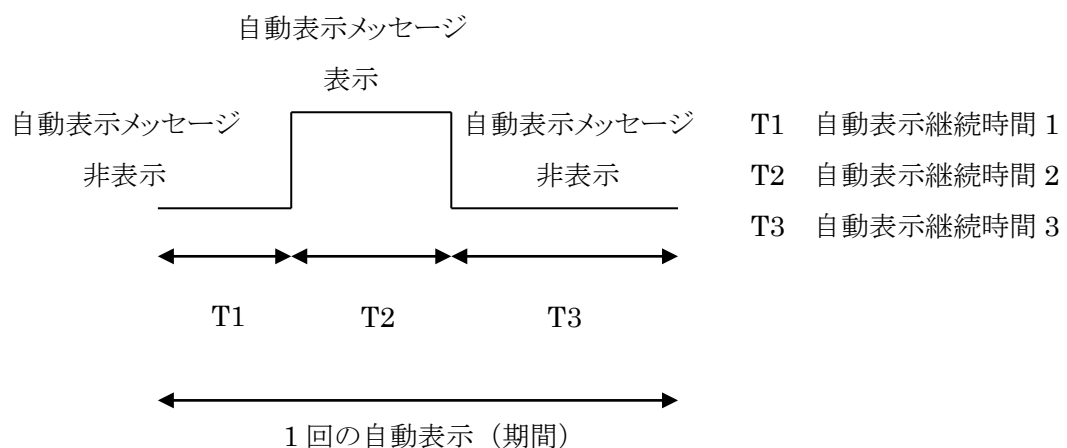 自動表示メッセージ
表示
自動表示メッセージ
非表示
自動表示メッセージ
非表示
T1 自動表示継続時間 1
T2 自動表示継続時間 2
T3 自動表示継続時間 3
T1
T2
T3
1 回の自動表示（期間）